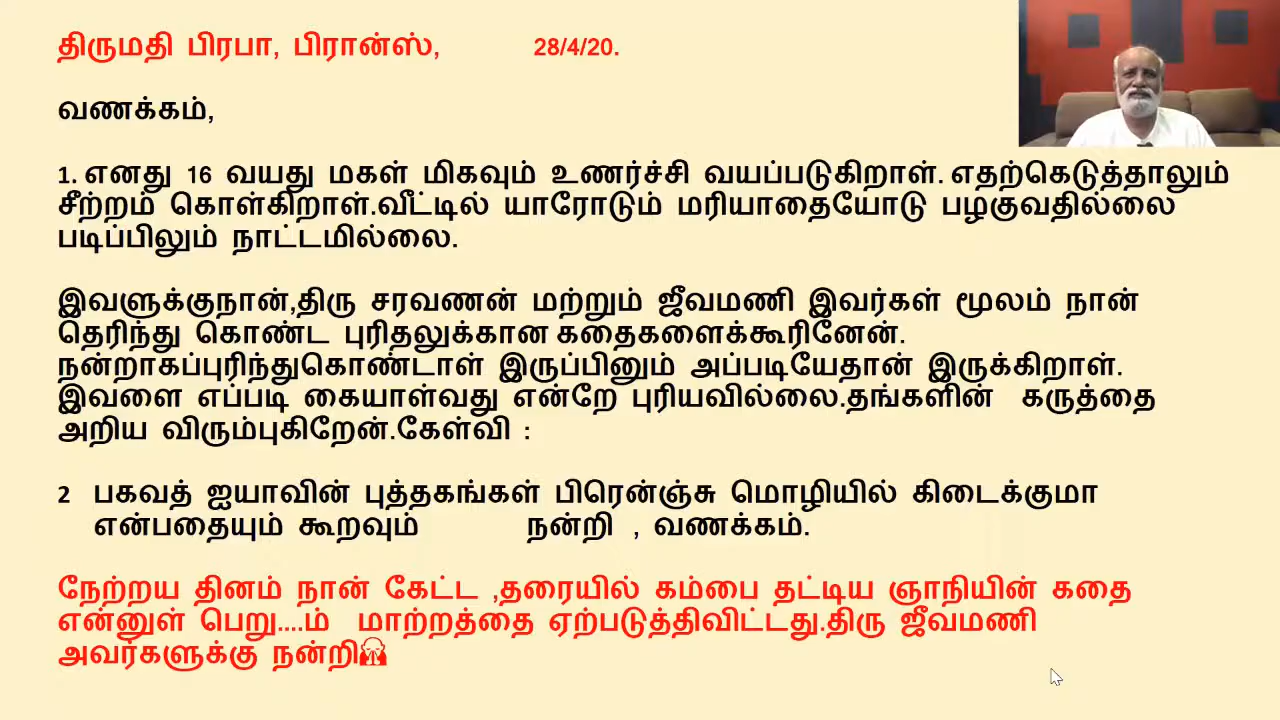 திருமதி பிரபா, பிரான்ஸ், 28/4/20.
வணக்கம்,
1. எனது 16 வயது மகள் மிகவும் உணர்ச்சி வயப்படுகிறாள். எதற்கெடுத்தாலும்
சீற்றம் கொள்கிறாள்.வீட்டில் யாரோடும் மரியாதையோடு பழகுவதில்லை
படிப்பிலும் நாட்டமில்லை.
இவளுக்குநான்,திரு சரவணன் மற்றும் ஜீவமணி இவர்கள் மூலம் நான்
தெரிந்து கொண்ட புரிதலுக்கான கதைகளைக்கூரினேன்.
நன்றாகப்புரிந்துகொண்டாள் இருப்பினும் அப்படியேதான் இருக்கிறாள்.
இவளை எப்படி கையாள்வது என்றே புரியவில்லை.தங்களின் கருத்தை
அறிய விரும்புகிறேன்.கேள்வி :
2 பகவத் ஐயாவின் புத்தகங்கள் பிரென்ஞ்சு மொழியில் கிடைக்குமா
என்பதையும் கூறவும் நன்றி , வணக்கம்.
நேற்றய தினம் நான் கேட்ட ,தரையில் கம்பை தட்டிய ஞாநியின் கதை
என்னுள் பெறு....ம் மாற்றத்தை ஏற்படுத்திவிட்டது.திரு ஜீவமணி
அவர்களுக்கு நன்றி🙏